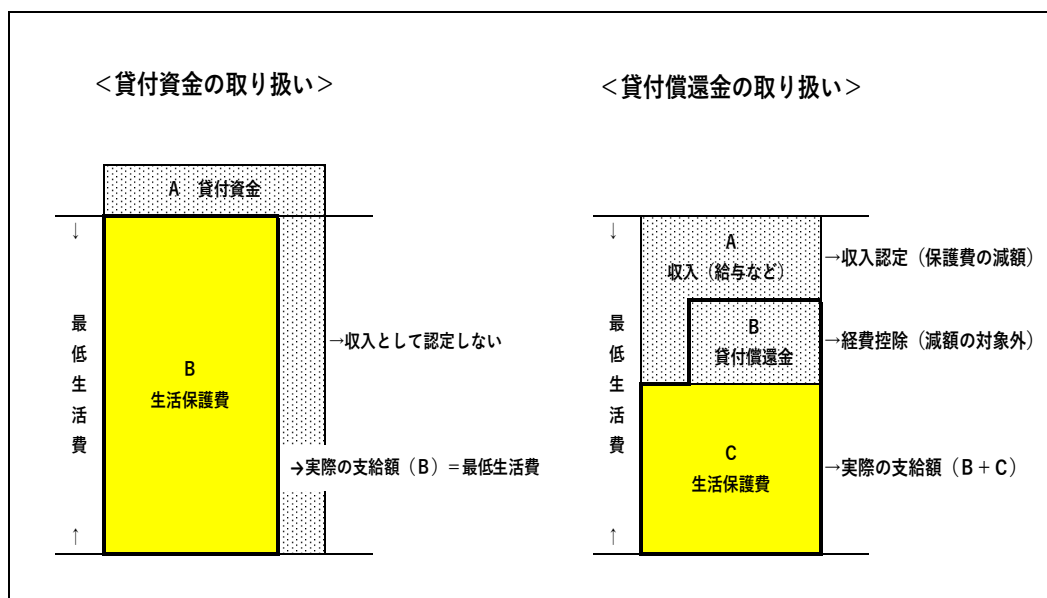 ＜貸付資金の取り扱い＞
A　貸付資金
↓
最低生活費
↑
B
生活保護費
→収入として認定しない
→実際の支給額（B）＝最低生活費
＜貸付償還金の取り扱い＞
↓
最低生活費
↑
A
収入（給与など）
→収入認定（保護費の減額）
B
貸付償還金
→経費控除（減額の対象外）
C
生活保護費
→実際の支給額（B＋C）